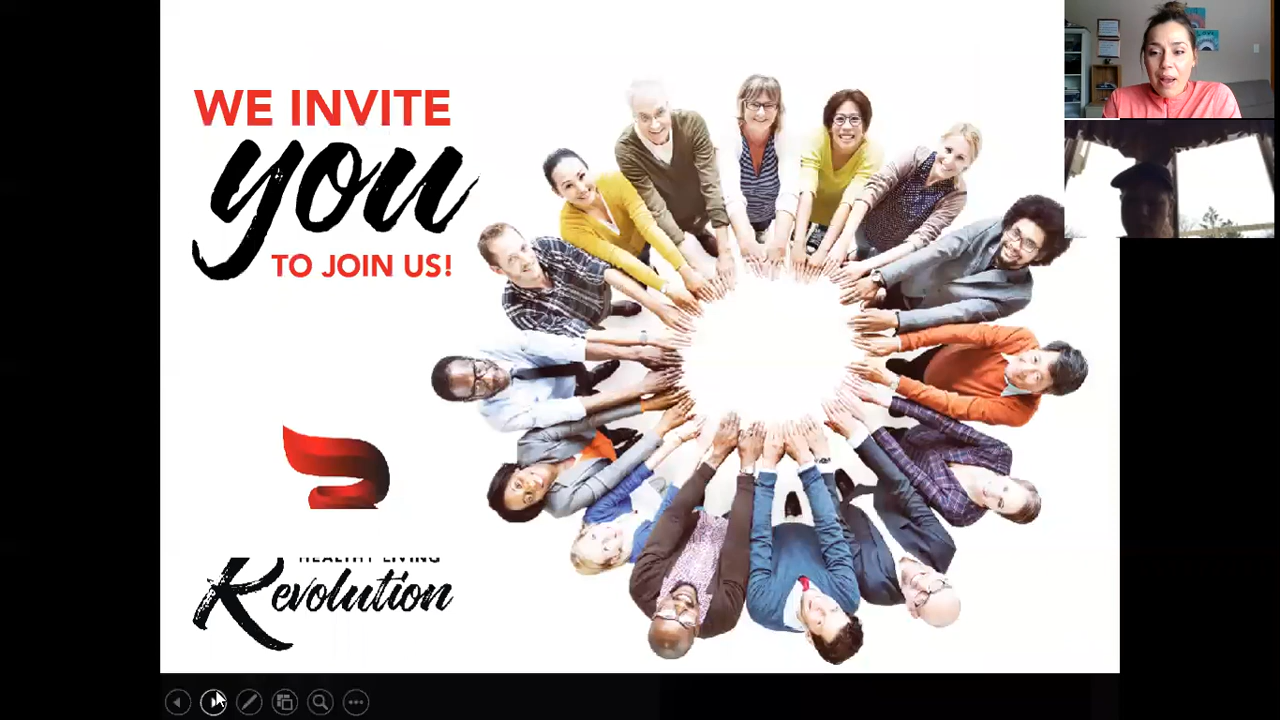 WE INVITE
you
TO JOIN US!
HEALTHY LIVING
Revolution